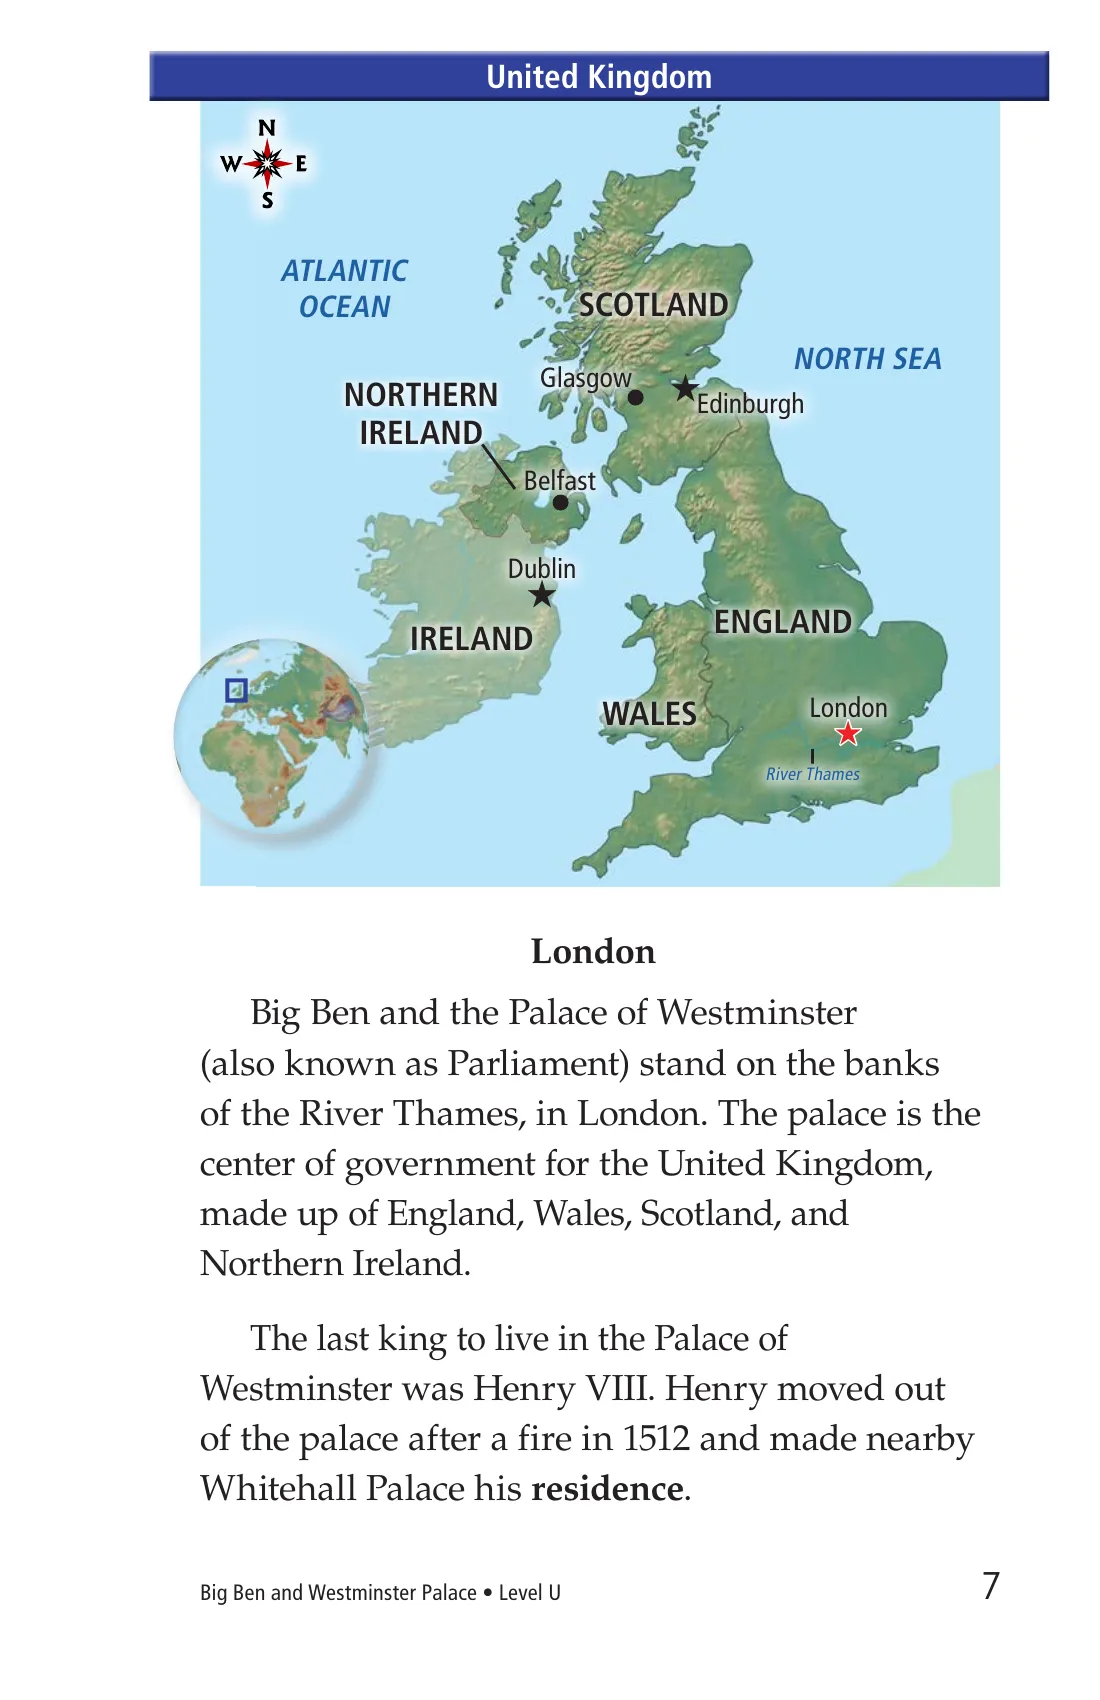 United Kingdom
N
W E
S
ATLANTIC
OCEAN
SCOTLAND
NORTH SEA
Glasgow
Edinburgh
NORTHERN
IRELAND
Belfast
Dublin
IRELAND
ENGLAND
WALES
London
River Thames
London
Big Ben and the Palace of Westminster
(also known as Parliament) stand on the banks
of the River Thames, in London. The palace is the
center of government for the United Kingdom,
made up of England, Wales, Scotland, and
Northern Ireland.
The last king to live in the Palace of
Westminster was Henry VIII. Henry moved out
of the palace after a fire in 1512 and made nearby
Whitehall Palace his residence.
Big Ben and Westminster Palace • Level U 7